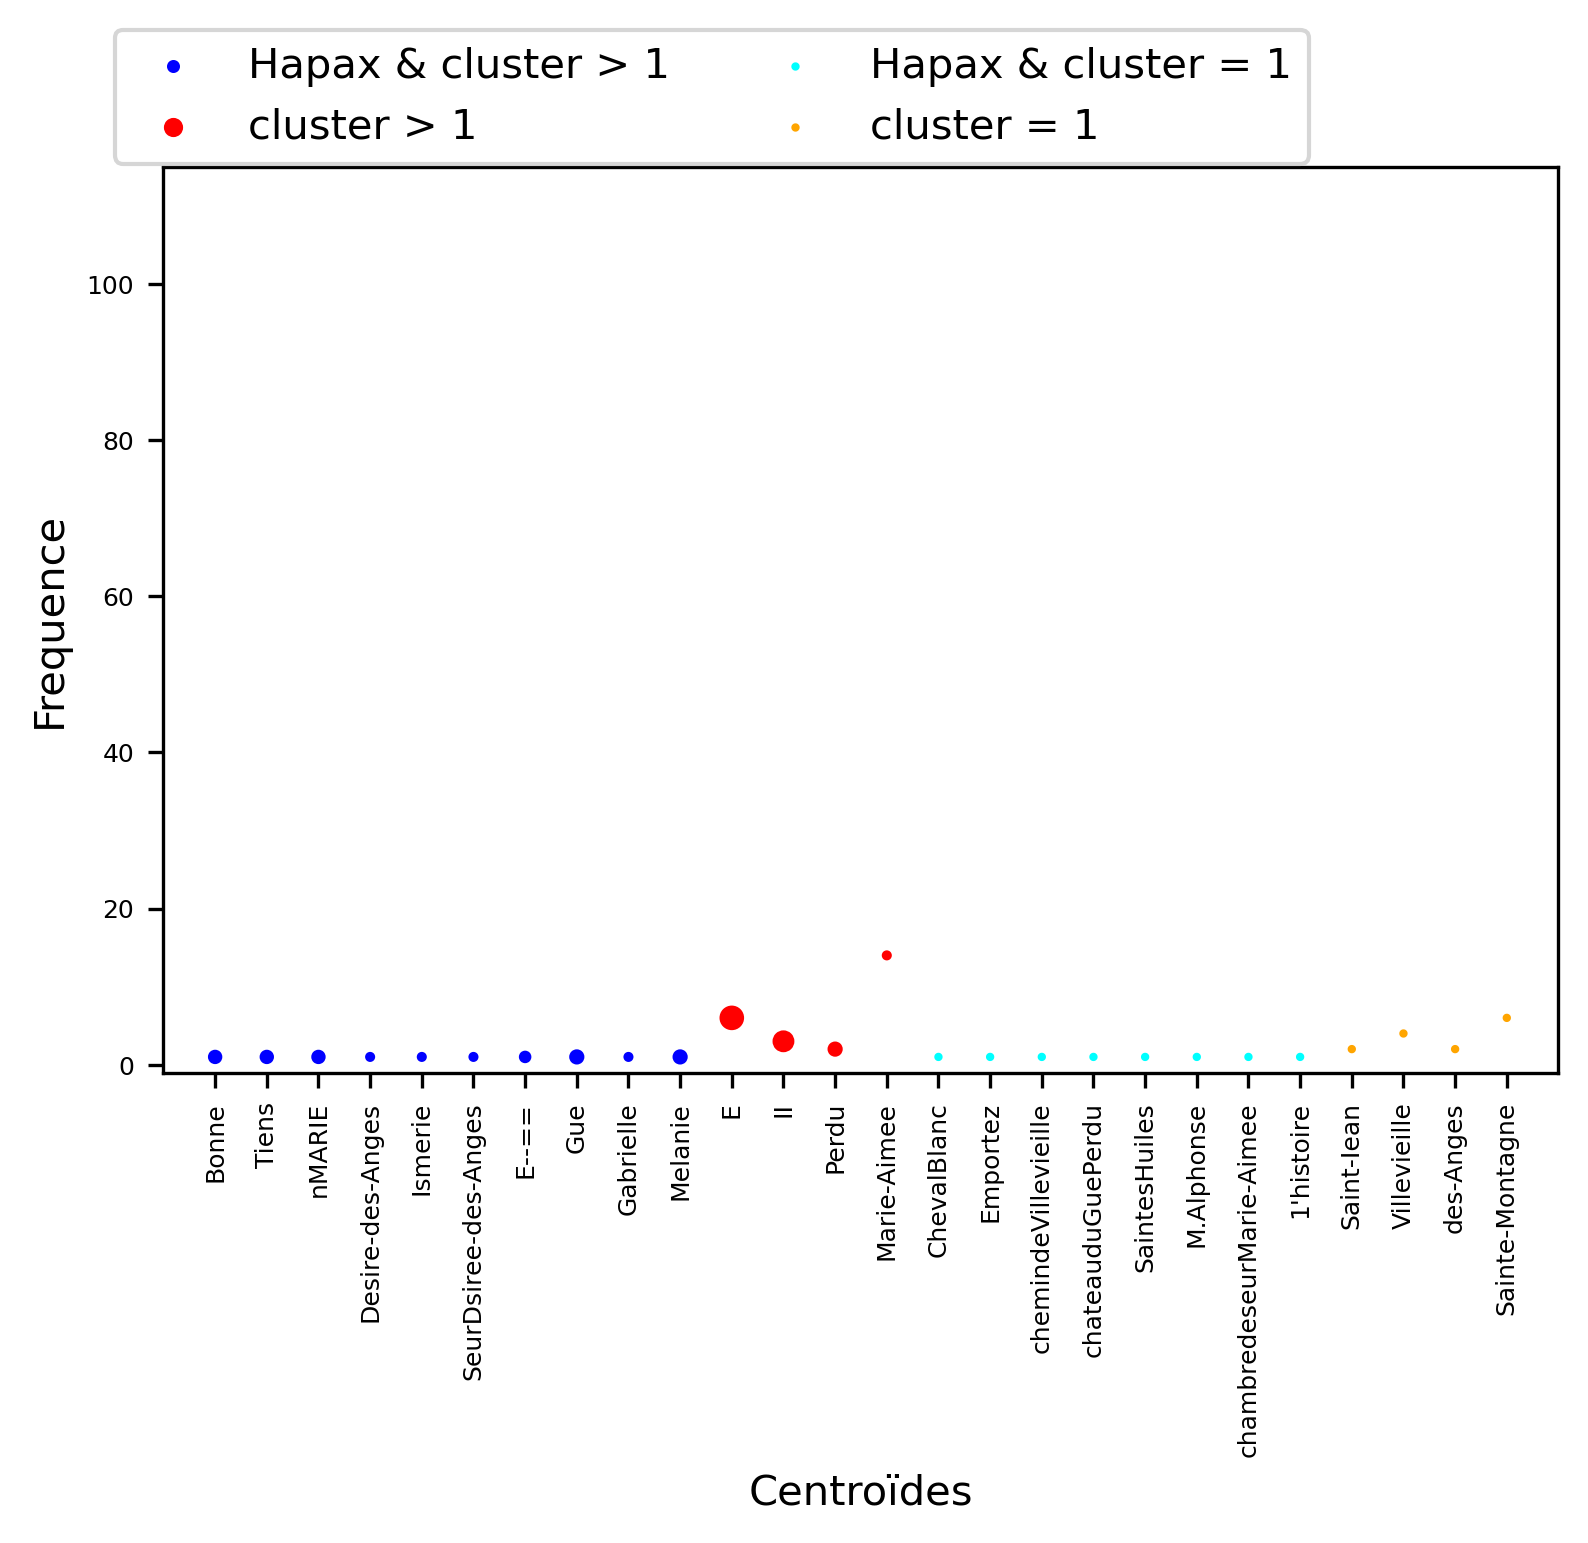 Hapax & cluster > 1
cluster > 1
Hapax & cluster = 1
cluster = 1
Frequence
100
80
60
40
20
0
Bonne
Tiens
nMARIE
Desire-des-Anges
Ismerie
SeurDsiree-des-Anges
E--==
Gue
Gabrielle
Melanie
E
II
Perdu
Marie-Aimee
ChevalBlanc
Emportez
chemindeVillevieille
chateauduGuePerdu
SaintesHuiles
M.Alphonse
chambredeseurMarie-Aimee
1'histoire
Saint-Iean
Villevieille
des-Anges
Sainte-Montagne
Centroïdes